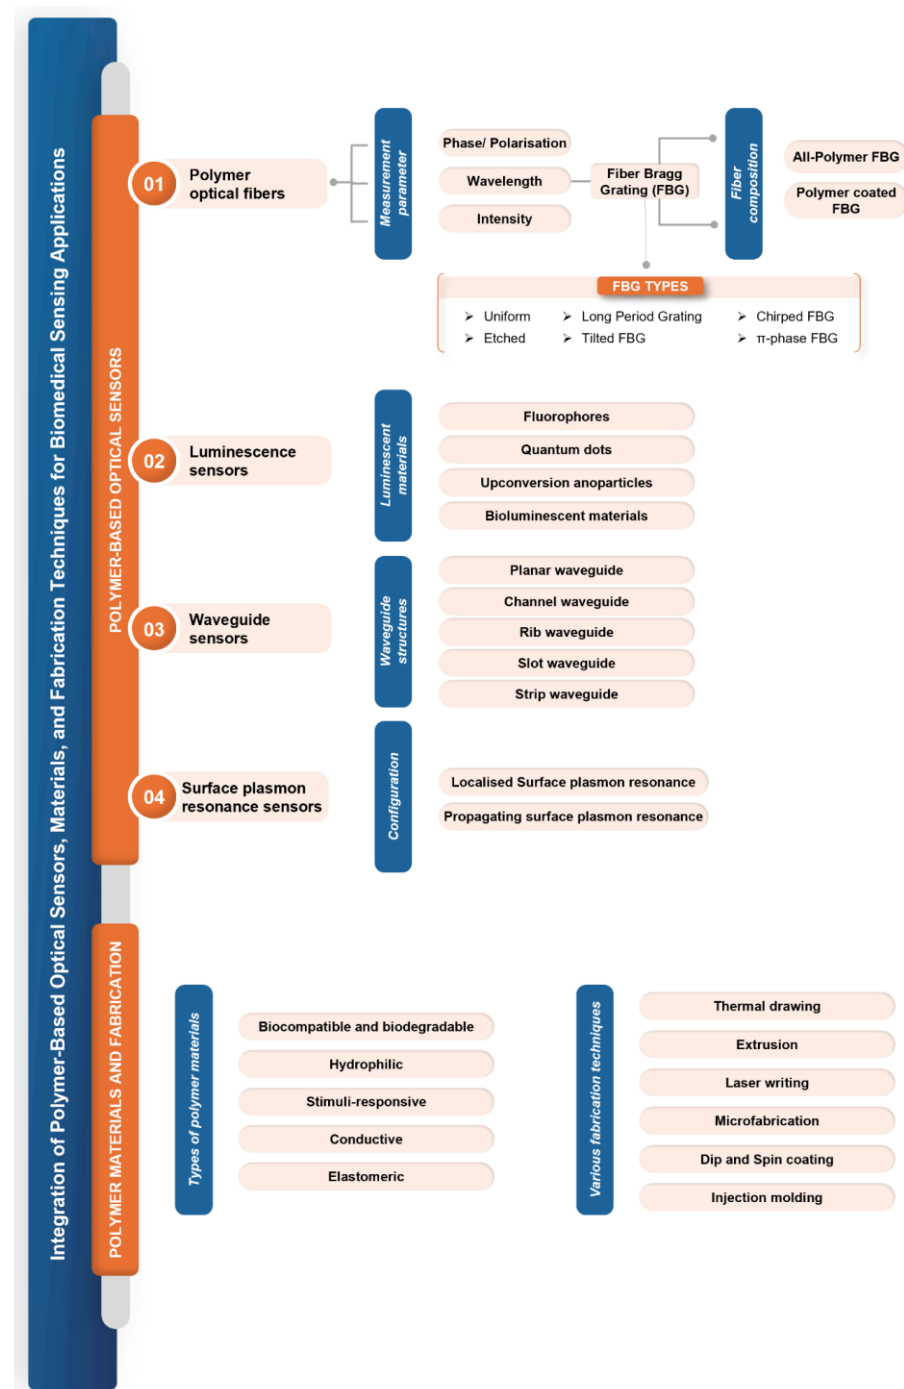 Integration of Polymer-Based Optical Sensors, Materials, and Fabrication Techniques for Biomedical Sensing Applications
POLYMER-BASED OPTICAL SENSORS
01
Polymer
optical fibers
Measurement
parameter
Phase/ Polarisation
Wavelength
Intensity
Fiber Bragg
Grating (FBG)
Fiber
composition
All-Polymer FBG
Polymer coated
FBG
FBG TYPES
➢ Uniform
➢ Long Period Grating
➢ Chirped FBG
➢ Etched
➢ Tilted FBG
➢ π-phase FBG
02
Luminescence
sensors
Luminescent
materials
Fluorophores
Quantum dots
Upconversion anoparticles
Bioluminescent materials
03
Waveguide
sensors
Waveguide
structures
Planar waveguide
Channel waveguide
Rib waveguide
Slot waveguide
Strip waveguide
04
Surface plasmon
resonance sensors
Configuration
Localised Surface plasmon resonance
Propagating surface plasmon resonance
POLYMER MATERIALS AND FABRICATION
Types of polymer materials
Biocompatible and biodegradable
Hydrophilic
Stimuli-responsive
Conductive
Elastomeric
Various fabrication techniques
Thermal drawing
Extrusion
Laser writing
Microfabrication
Dip and Spin coating
Injection molding